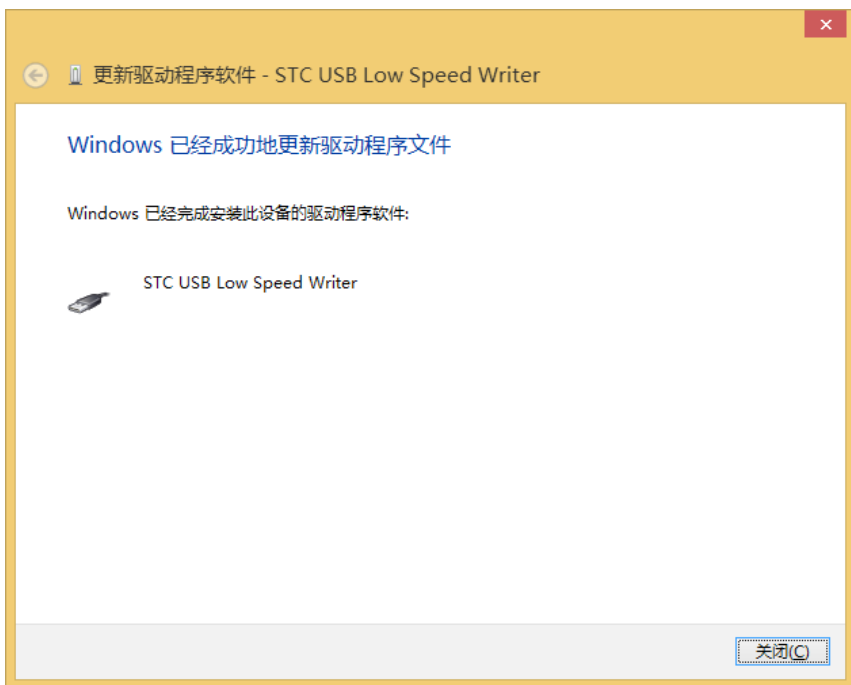 更新驱动程序软件 - STC USB Low Speed Writer
Windows 已经成功地更新驱动程序文件
Windows 已经完成安装此设备的驱动程序软件:
STC USB Low Speed Writer
关闭(C)